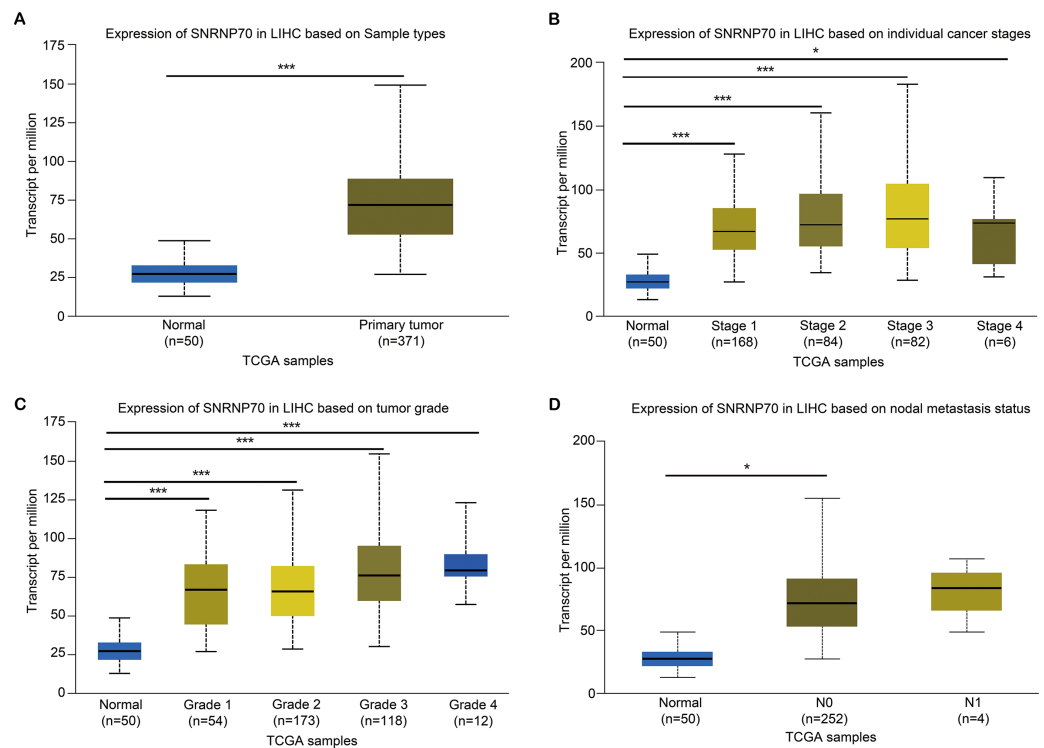 A
Expression of SNRNP70 in LIHC based on Sample types
175
150
125
100
75
50
25
0
Transcript per million
***
Normal
(n=50)
Primary tumor
(n=371)
TCGA samples
B
Expression of SNRNP70 in LIHC based on individual cancer stages
200
150
100
50
0
Transcript per million
*
***
***
***
Normal
(n=50)
Stage 1
(n=168)
Stage 2
(n=84)
Stage 3
(n=82)
Stage 4
(n=6)
TCGA samples
C
Expression of SNRNP70 in LIHC based on tumor grade
175
150
125
100
75
50
25
0
Transcript per million
***
***
***
***
Normal
(n=50)
Grade 1
(n=54)
Grade 2
(n=173)
Grade 3
(n=118)
Grade 4
(n=12)
TCGA samples
D
Expression of SNRNP70 in LIHC based on nodal metastasis status
200
150
100
50
0
Transcript per million
*
Normal
(n=50)
N0
(n=252)
N1
(n=4)
TCGA samples